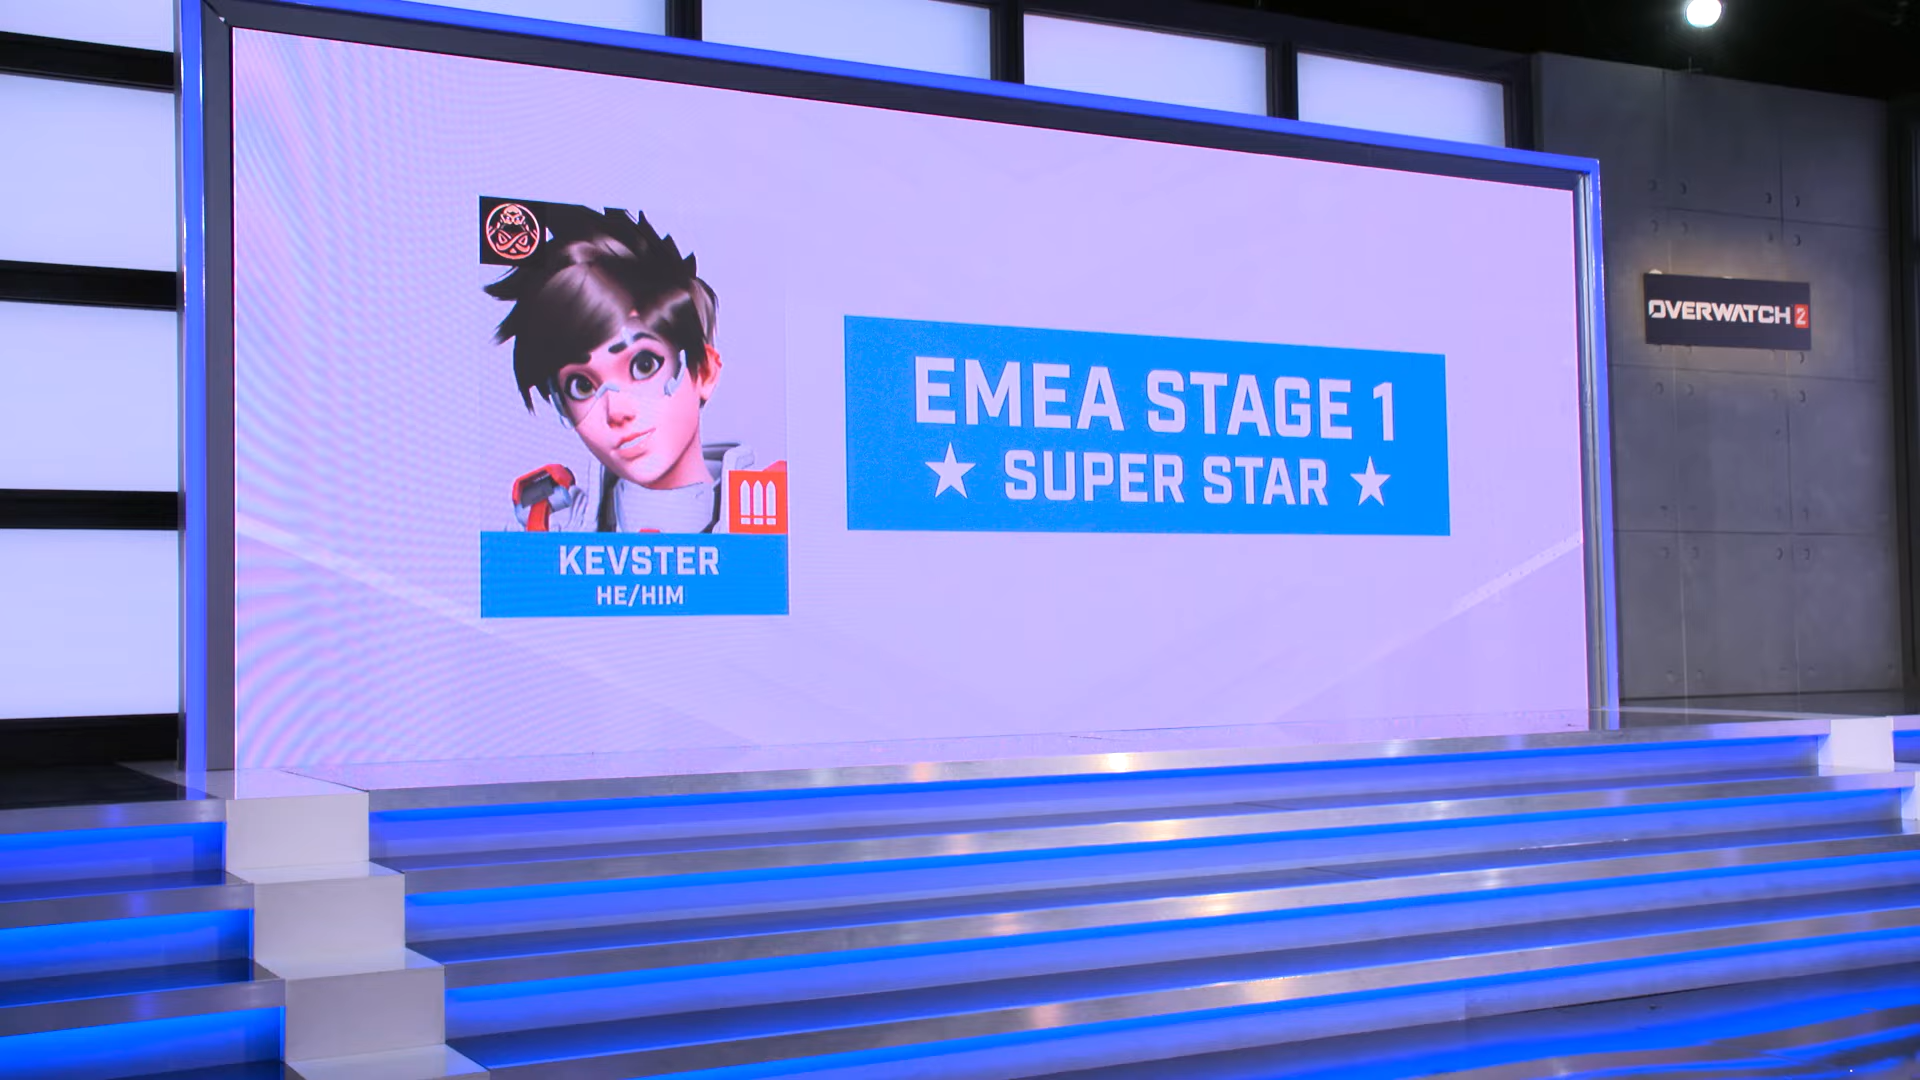 EMEA STAGE 1
★ SUPER STAR ★
KEVSTER
HE/HIM
OVERWATCH 2